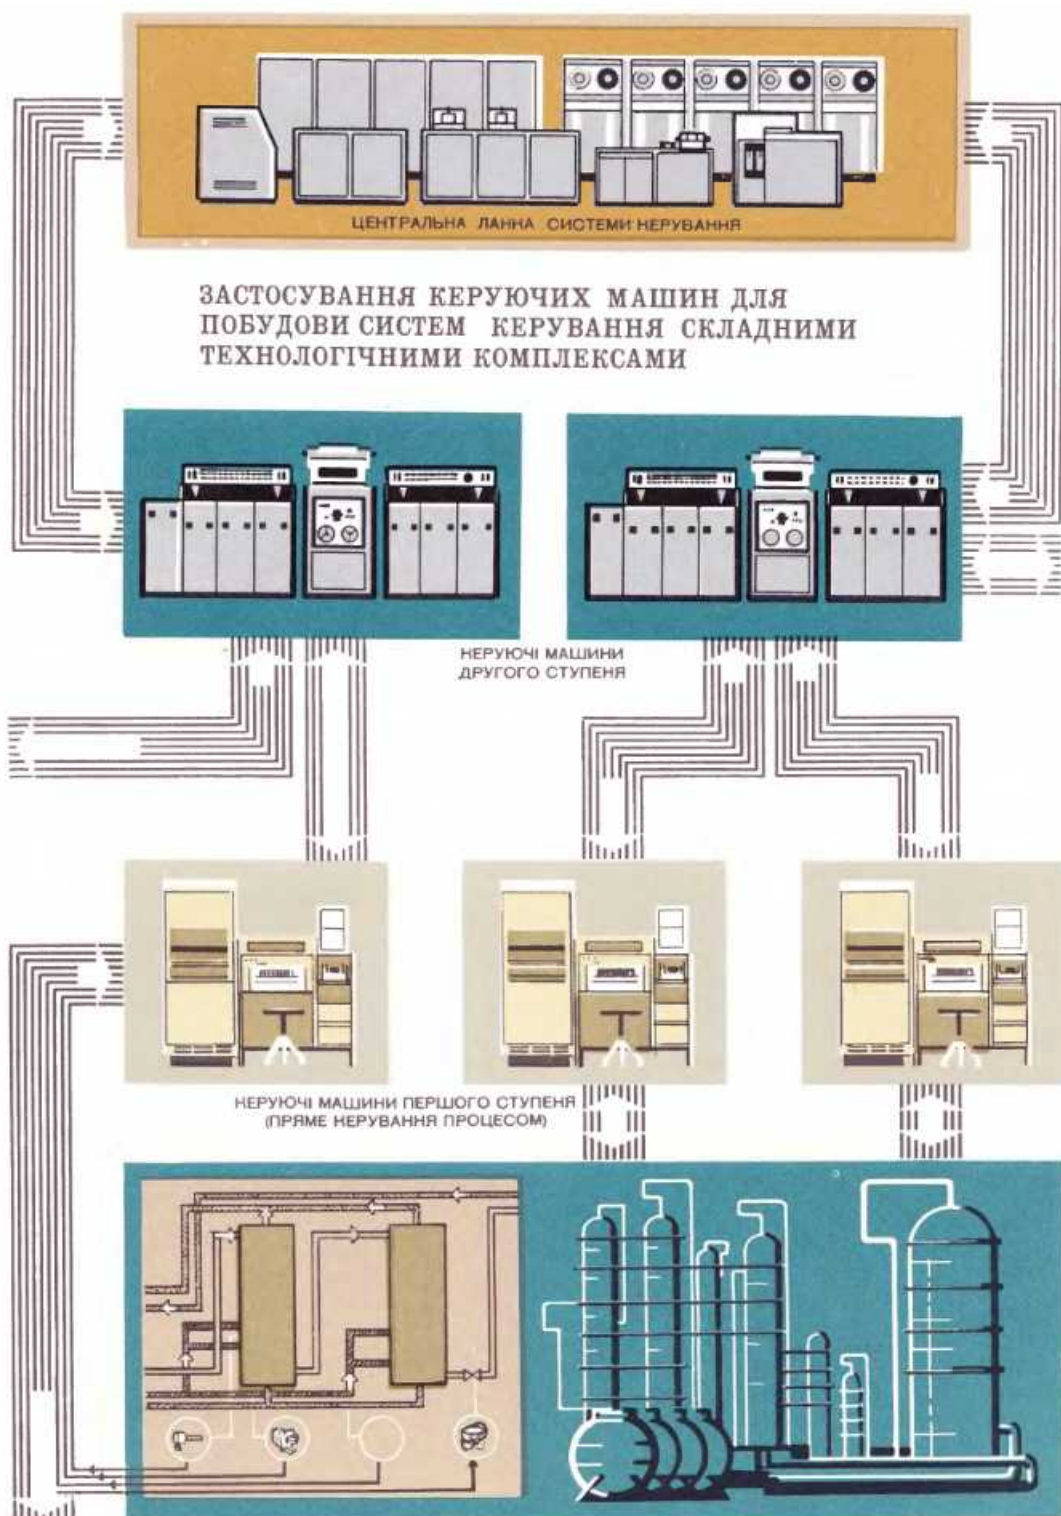 ЦЕНТРАЛЬНА ЛАНКА СИСТЕМИ КЕРУВАННЯ
ЗАСТОСУВАННЯ КЕРУЮЧИХ МАШИН ДЛЯ
ПОБУДОВИ СИСТЕМ КЕРУВАННЯ СКЛАДНИМИ
ТЕХНОЛОГІЧНИМИ КОМПЛЕКСАМИ
КЕРУЮЧІ МАШИНИ
ДРУГОГО СТУПЕНЯ
КЕРУЮЧІ МАШИНИ ПЕРШОГО СТУПЕНЯ
(ПРЯМЕ КЕРУВАННЯ ПРОЦЕСОМ)